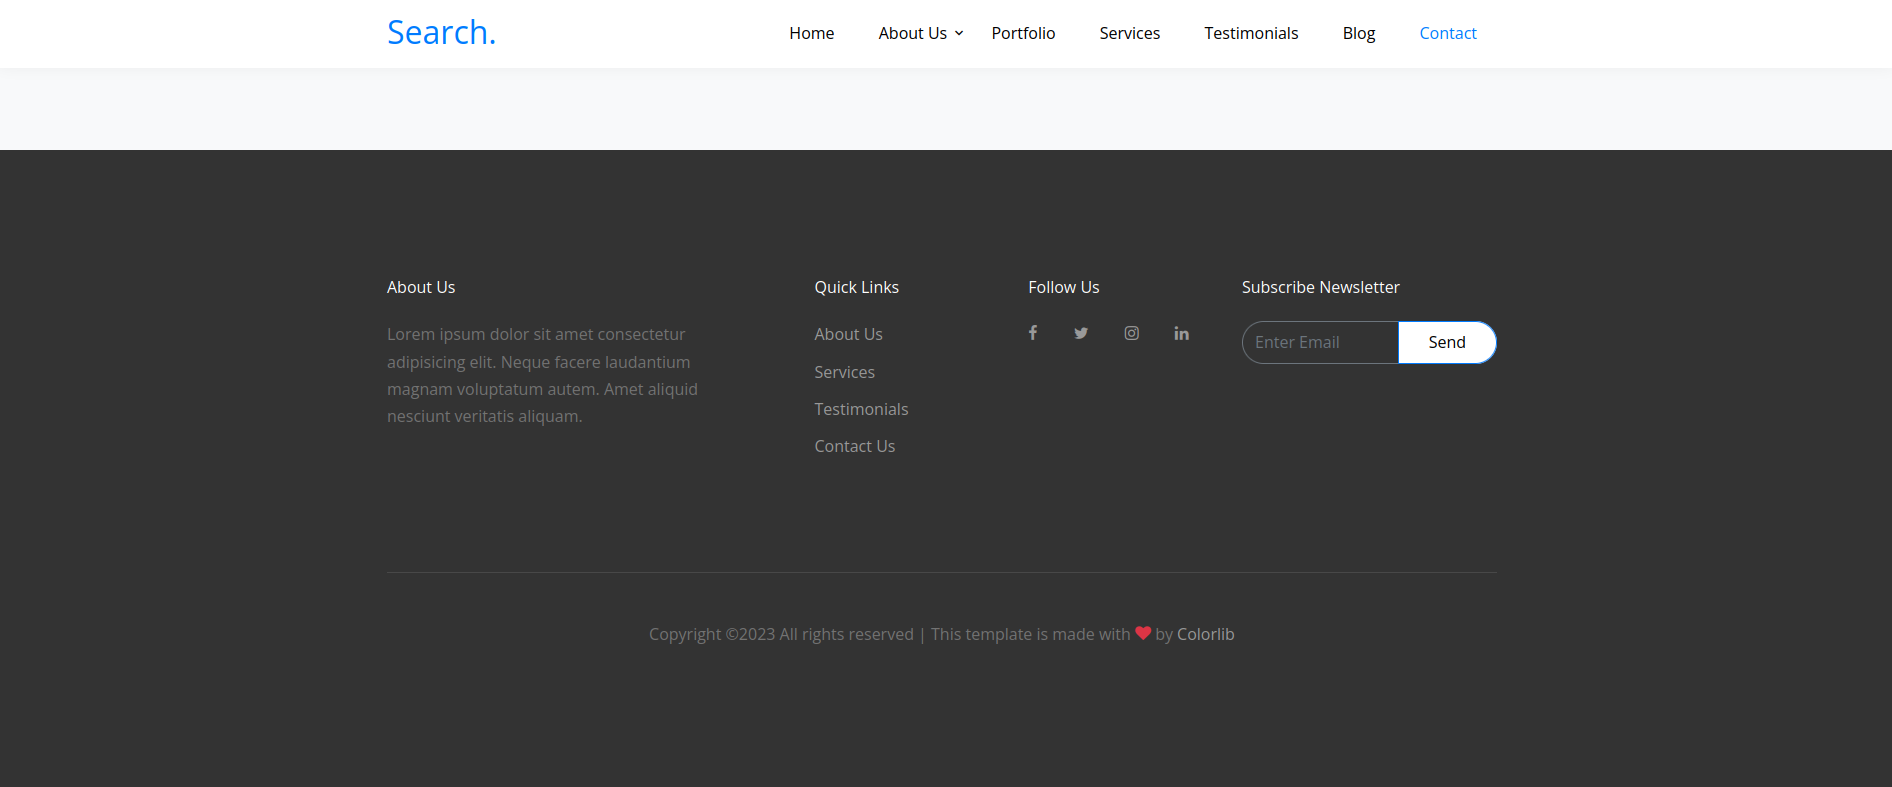 Search.
Home About Us Portfolio Services Testimonials Blog Contact
About Us
Lorem ipsum dolor sit amet consectetur
adipisicing elit. Neque facere laudantium
magnam voluptatum autem. Amet aliquid
nesciunt veritatis aliquam.
Quick Links
About Us
Services
Testimonials
Contact Us
Follow Us
Subscribe Newsletter
Enter Email Send
Copyright ©2023 All rights reserved | This template is made with ❤ by Colorlib